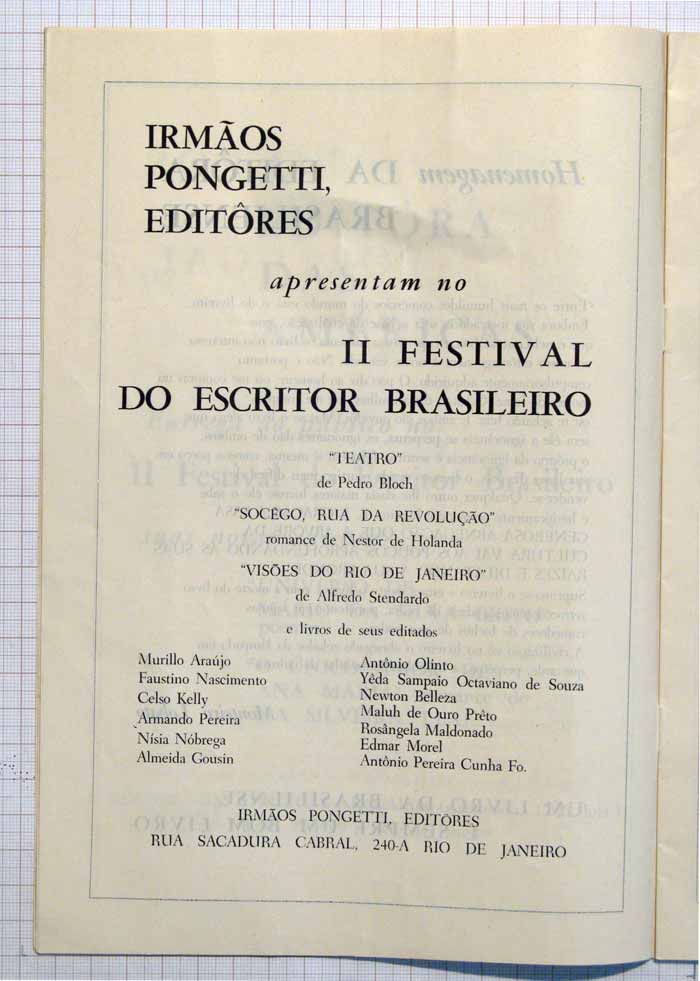 IRMÃOS
PONGETTI,
EDITÔRES
apresentam no
II FESTIVAL
DO ESCRITOR BRASILEIRO
"TEATRO"
de Pedro Bloch
"SOCÊGO, RUA DA REVOLUÇÃO"
romance de Nestor de Holanda
"VISÕES DO RIO DE JANEIRO"
de Alfredo Stendardo
e livros de seus editados
Murillo Araújo
Faustino Nascimento
Celso Kelly
Armando Pereira
Nísia Nóbrega
Almeida Gousin
Antônio Olinto
Yêda Sampaio Octaviano de Souza
Newton Belleza
Maluh de Ouro Prêto
Rosângela Maldonado
Edmar Morel
Antônio Pereira Cunha Fo.
IRMÃOS PONGETTI, EDITÔRES
RUA SACADURA CABRAL, 240-A RIO DE JANEIRO